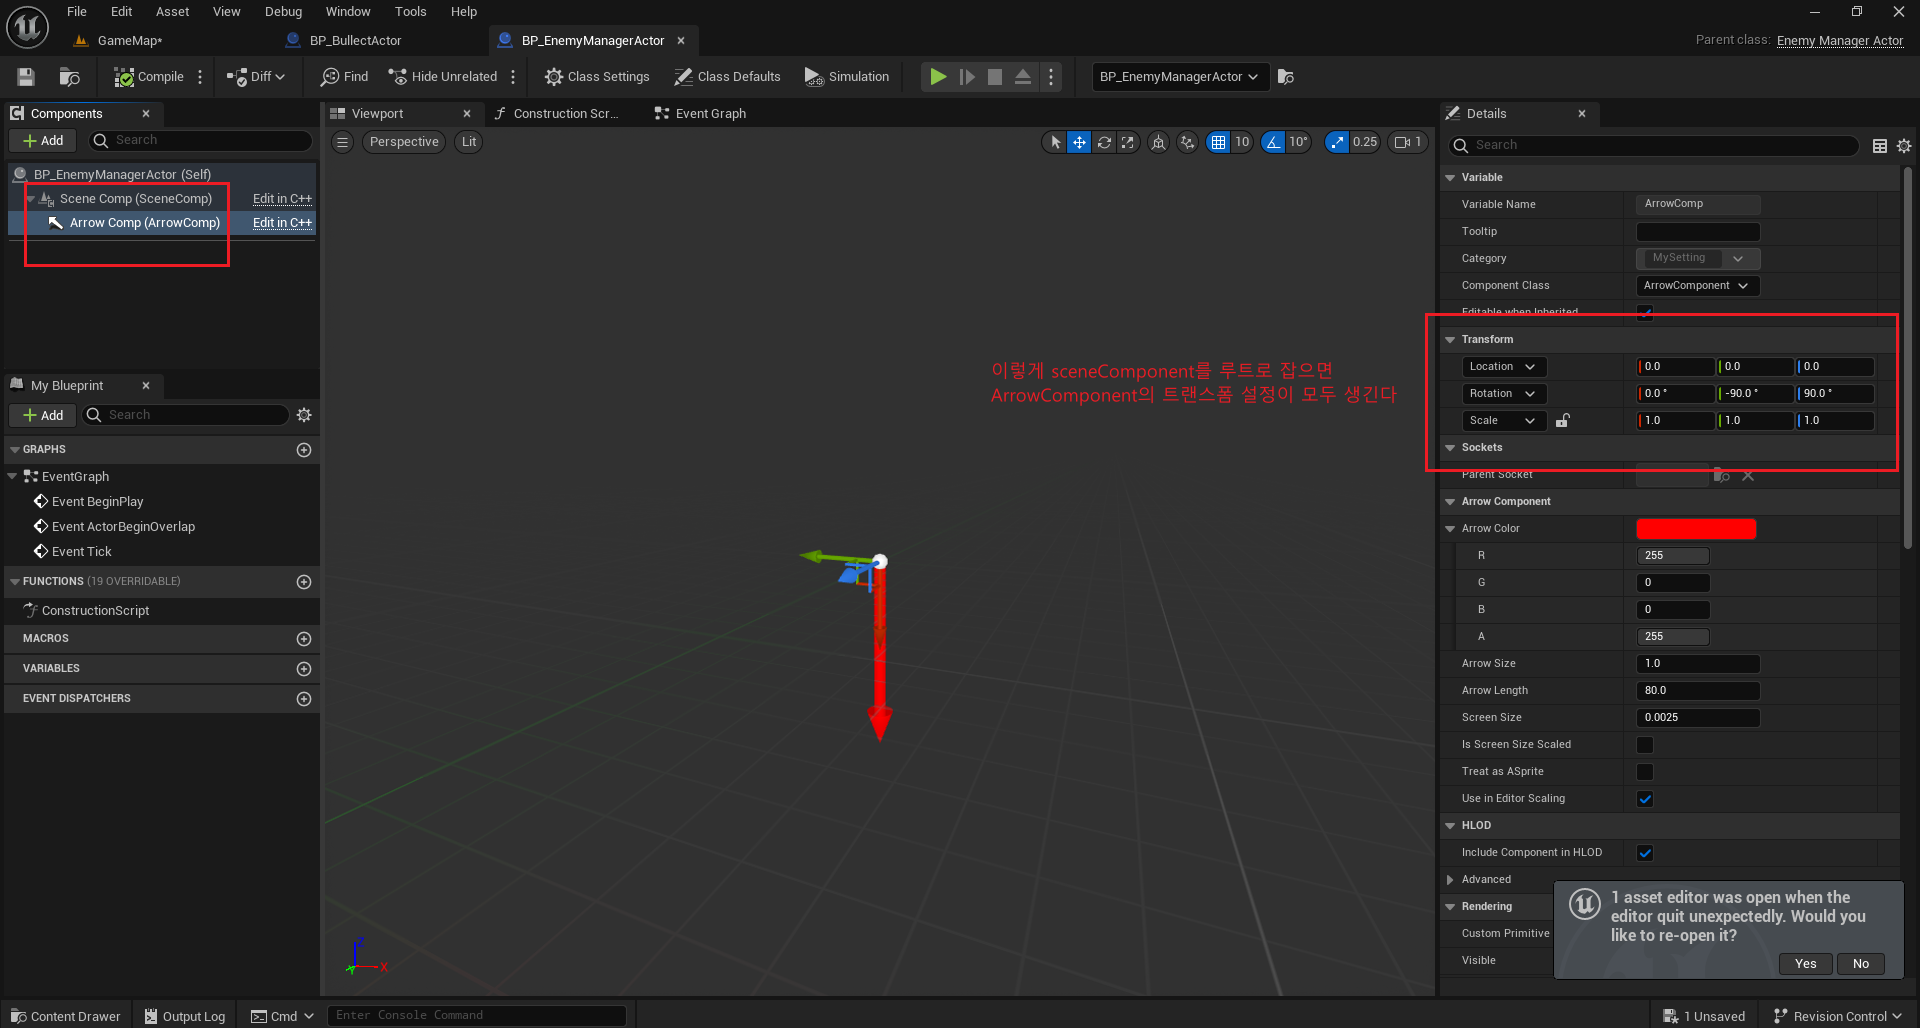 File Edit Asset View Debug Window Tools Help
GameMap* BP_BullectActor BP_EnemyManagerActor Parent class: Enemy Manager Actor
Compile Diff Find Hide Unrelated Class Settings Class Defaults Simulation BP_EnemyManagerActor
Components Viewport Construction Scr... Event Graph Details
Add Search Perspective Lit 10 10° 0.25 1 Search
BP_EnemyManagerActor (Self)
Scene Comp (SceneComp) Edit in C++
Arrow Comp (ArrowComp) Edit in C++
My Blueprint
Add Search
GRAPHS
EventGraph
Event BeginPlay
Event ActorBeginOverlap
Event Tick
FUNCTIONS (19 OVERRIDABLE)
ConstructionScript
MACROS
VARIABLES
EVENT DISPATCHERS
이렇게 sceneComponent를 루트로 잡으면
ArrowComponent의 트랜스폼 설정이 모두 생긴다
Z
X
Y
Variable
Variable Name ArrowComp
Tooltip
Category MySetting
Component Class ArrowComponent
Editable when Inherited
Transform
Location 0.0 0.0 0.0
Rotation 0.0 ° -90.0 ° 90.0 °
Scale 1.0 1.0 1.0
Sockets
Parent Socket
Arrow Component
Arrow Color
R 255
G 0
B 0
A 255
Arrow Size 1.0
Arrow Length 80.0
Screen Size 0.0025
Is Screen Size Scaled
Treat as ASprite
Use in Editor Scaling
HLOD
Include Component in HLOD
Advanced
Rendering
Custom Primitive
Visible
1 asset editor was open when the
editor quit unexpectedly. Would you
like to re-open it?
Yes No
Content Drawer Output Log Cmd Enter Console Command 1 Unsaved Revision Control